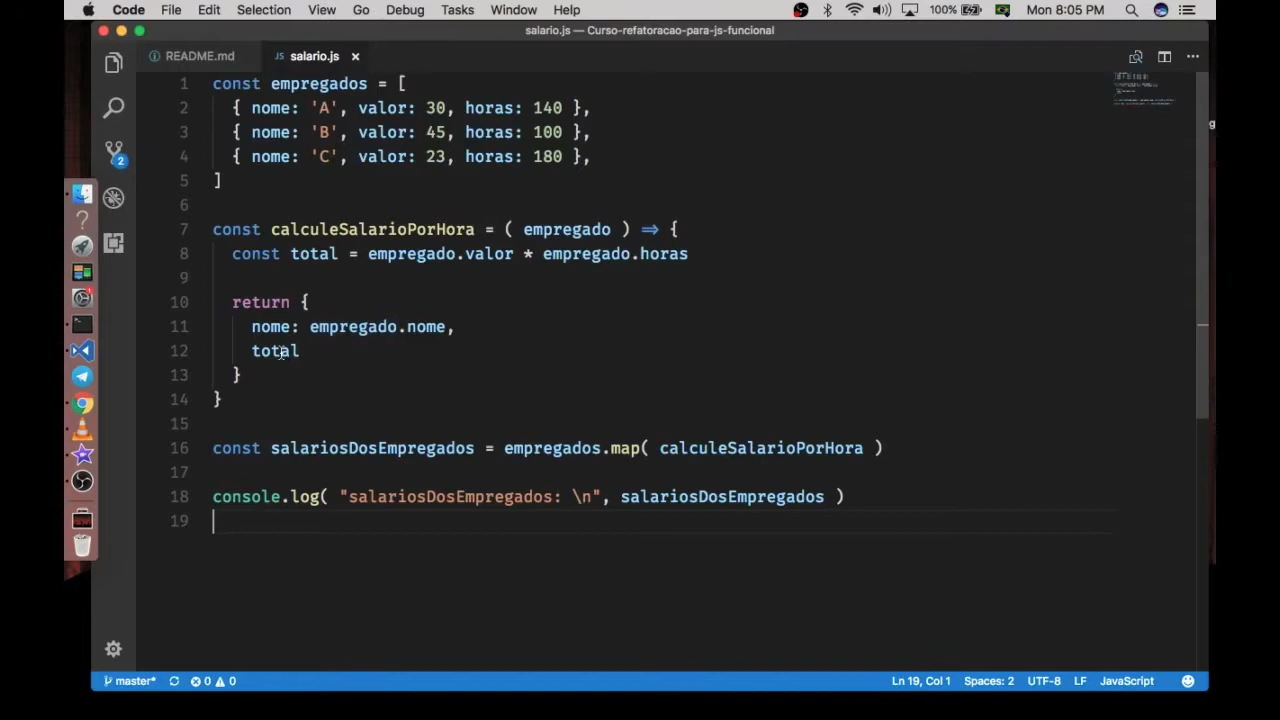 Code File Edit Selection View Go Debug Tasks Window Help 100% Mon 8:05 PM
salario.js — Curso-refatoracao-para-js-funcional
README.md JS salario.js
1 const empregados = [
2 { nome: 'A', valor: 30, horas: 140 },
3 { nome: 'B', valor: 45, horas: 100 },
4 { nome: 'C', valor: 23, horas: 180 },
5 ]
6
7 const calculeSalarioPorHora = ( empregado ) => {
8 const total = empregado.valor * empregado.horas
9
10 return {
11 nome: empregado.nome,
12 total
13 }
14 }
15
16 const salariosDosEmpregados = empregados.map( calculeSalarioPorHora )
17
18 console.log( "salariosDosEmpregados: \n", salariosDosEmpregados )
19
2
master* 0 0 Ln 19, Col 1 Spaces: 2 UTF-8 LF JavaScript